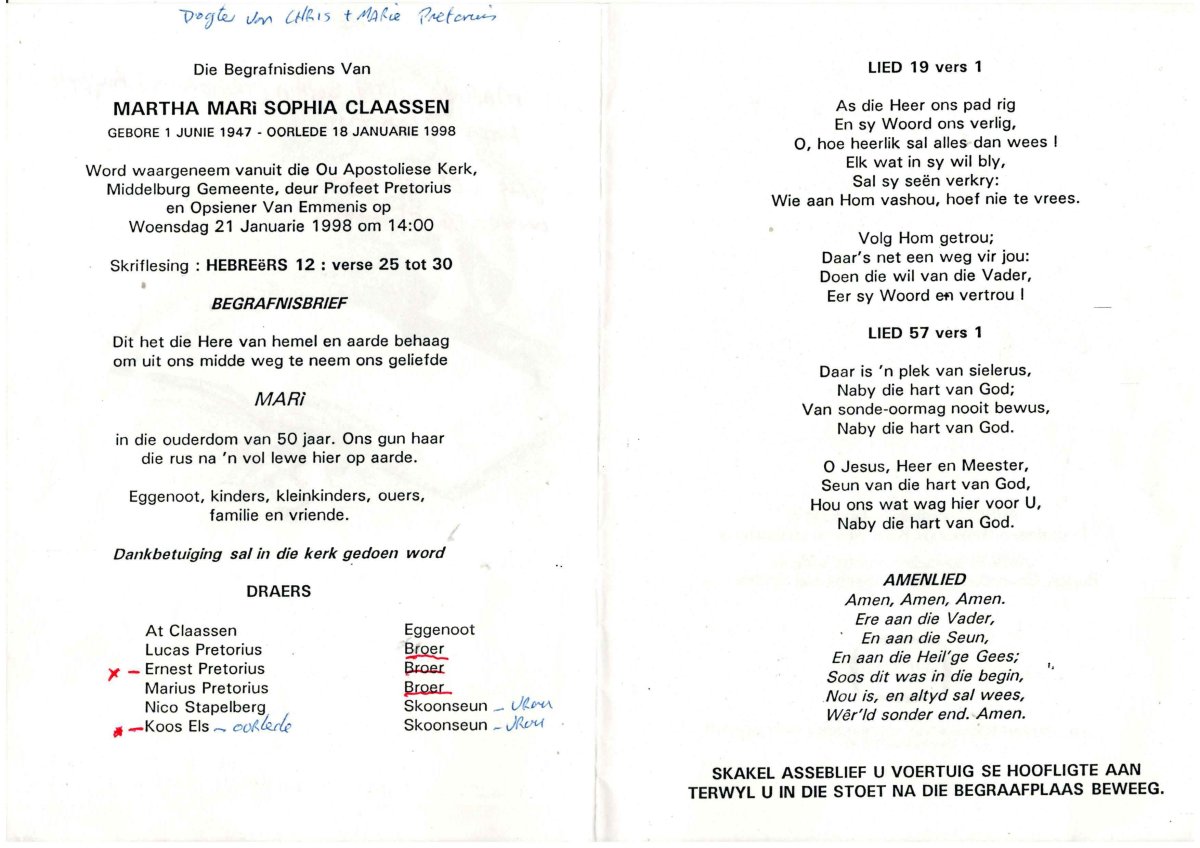 Dogter van CHRIS + MARie Pretorius
Die Begrafnisdiens Van
MARTHA MARì SOPHIA CLAASSEN
GEBORE 1 JUNIE 1947 - OORLEDE 18 JANUARIE 1998
Word waargeneem vanuit die Ou Apostoliese Kerk,
Middelburg Gemeente, deur Profeet Pretorius
en Opsiener Van Emmenis op
Woensdag 21 Januarie 1998 om 14:00
Skriflesing : HEBREëRS 12 : verse 25 tot 30
BEGRAFNISBRIEF
Dit het die Here van hemel en aarde behaag
om uit ons midde weg te neem ons geliefde
MARì
in die ouderdom van 50 jaar. Ons gun haar
die rus na 'n vol lewe hier op aarde.
Eggenoot, kinders, kleinkinders, ouers,
familie en vriende.
Dankbetuiging sal in die kerk gedoen word
DRAERS
At Claassen Eggenoot
Lucas Pretorius Broer
x - Ernest Pretorius Broer
Marius Pretorius Broer
Nico Stapelberg Skoonseun - VRou
x - Koos Els - ooRlede Skoonseun - VRou
LIED 19 vers 1
As die Heer ons pad rig
En sy Woord ons verlig,
O, hoe heerlik sal alles dan wees !
Elk wat in sy wil bly,
Sal sy seën verkry:
Wie aan Hom vashou, hoef nie te vrees.
Volg Hom getrou;
Daar's net een weg vir jou:
Doen die wil van die Vader,
Eer sy Woord en vertrou !
LIED 57 vers 1
Daar is 'n plek van sielerus,
Naby die hart van God;
Van sonde-oormag nooit bewus,
Naby die hart van God.
O Jesus, Heer en Meester,
Seun van die hart van God,
Hou ons wat wag hier voor U,
Naby die hart van God.
AMENLIED
Amen, Amen, Amen.
Ere aan die Vader,
En aan die Seun,
En aan die Heil'ge Gees;
Soos dit was in die begin,
Nou is, en altyd sal wees,
Wêr'ld sonder end. Amen.
SKAKEL ASSEBLIEF U VOERTUIG SE HOOFLIGTE AAN
TERWYL U IN DIE STOET NA DIE BEGRAAFPLAAS BEWEEG.